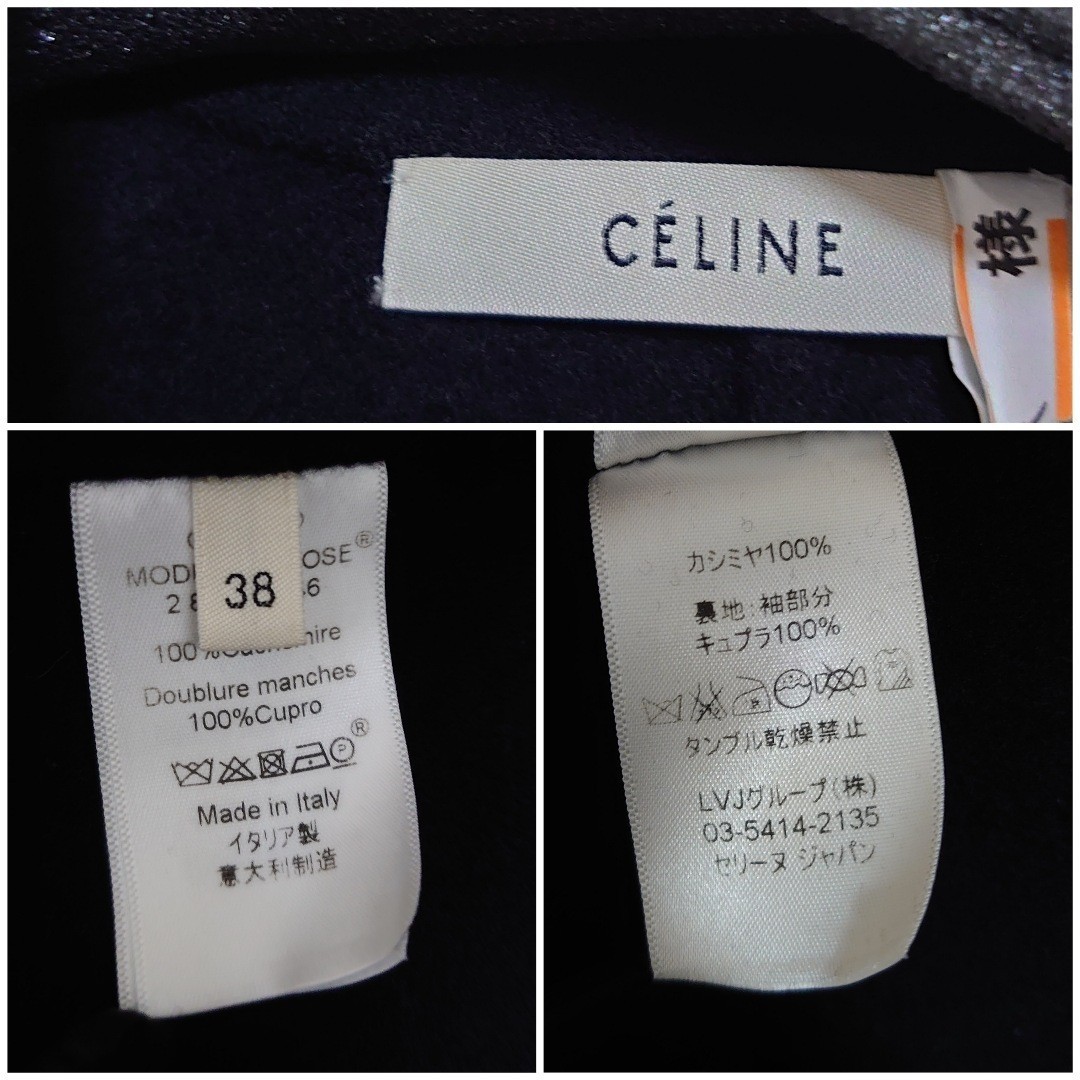 CÉLINE
様
38
MOD OSE®
2 6
100%
Doublure manches
100%Cupro
Made in Italy
イタリア製
意大利制造
カシミヤ100%
裏地:袖部分
キュプラ100%
タンブル乾燥禁止
LVJグループ(株)
03-5414-2135
セリーヌ ジャパン